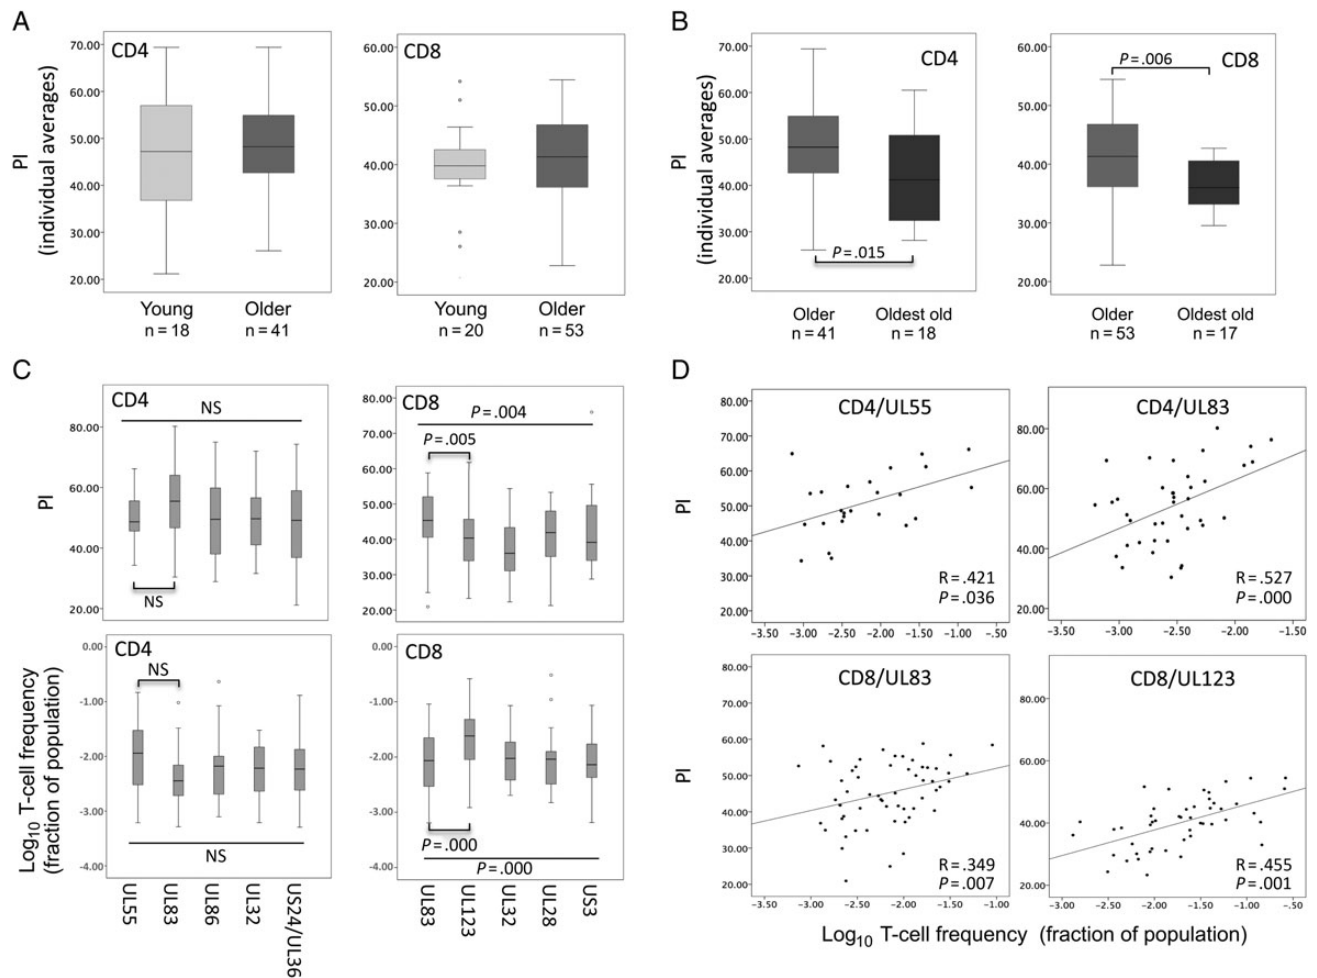 A
CD4
70.00
60.00
50.00
40.00
30.00
20.00
PI
(individual averages)
Young
n = 18
Older
n = 41
CD8
60.00
50.00
40.00
30.00
20.00
Young
n = 20
Older
n = 53
B
CD4
70.00
60.00
50.00
40.00
30.00
20.00
PI
(individual averages)
P = .015
Older
n = 41
Oldest old
n = 18
CD8
P = .006
60.00
50.00
40.00
30.00
20.00
Older
n = 53
Oldest old
n = 17
C
CD4
NS
80.00
60.00
40.00
20.00
PI
NS
CD8
P = .004
P = .005
80.00
70.00
60.00
50.00
40.00
30.00
20.00
CD4
NS
0.00
-1.00
-2.00
-3.00
-4.00
Log10 T-cell frequency
(fraction of population)
NS
UL55
UL83
UL86
UL32
US24/UL36
CD8
0.00
-1.00
-2.00
-3.00
-4.00
P = .000
P = .000
UL83
UL123
UL32
UL28
US3
D
CD4/UL55
80.00
70.00
60.00
50.00
40.00
30.00
20.00
PI
R = .421
P = .036
-3.50 -3.00 -2.50 -2.00 -1.50 -1.00 -.50
CD4/UL83
80.00
60.00
40.00
20.00
R = .527
P = .000
-3.50 -3.00 -2.50 -2.00 -1.50
CD8/UL83
80.00
70.00
60.00
50.00
40.00
30.00
20.00
PI
R = .349
P = .007
-3.50 -3.00 -2.50 -2.00 -1.50 -1.00
CD8/UL123
80.00
60.00
40.00
20.00
R = .455
P = .001
-3.00 -2.50 -2.00 -1.50 -1.00 -.50
Log10 T-cell frequency (fraction of population)